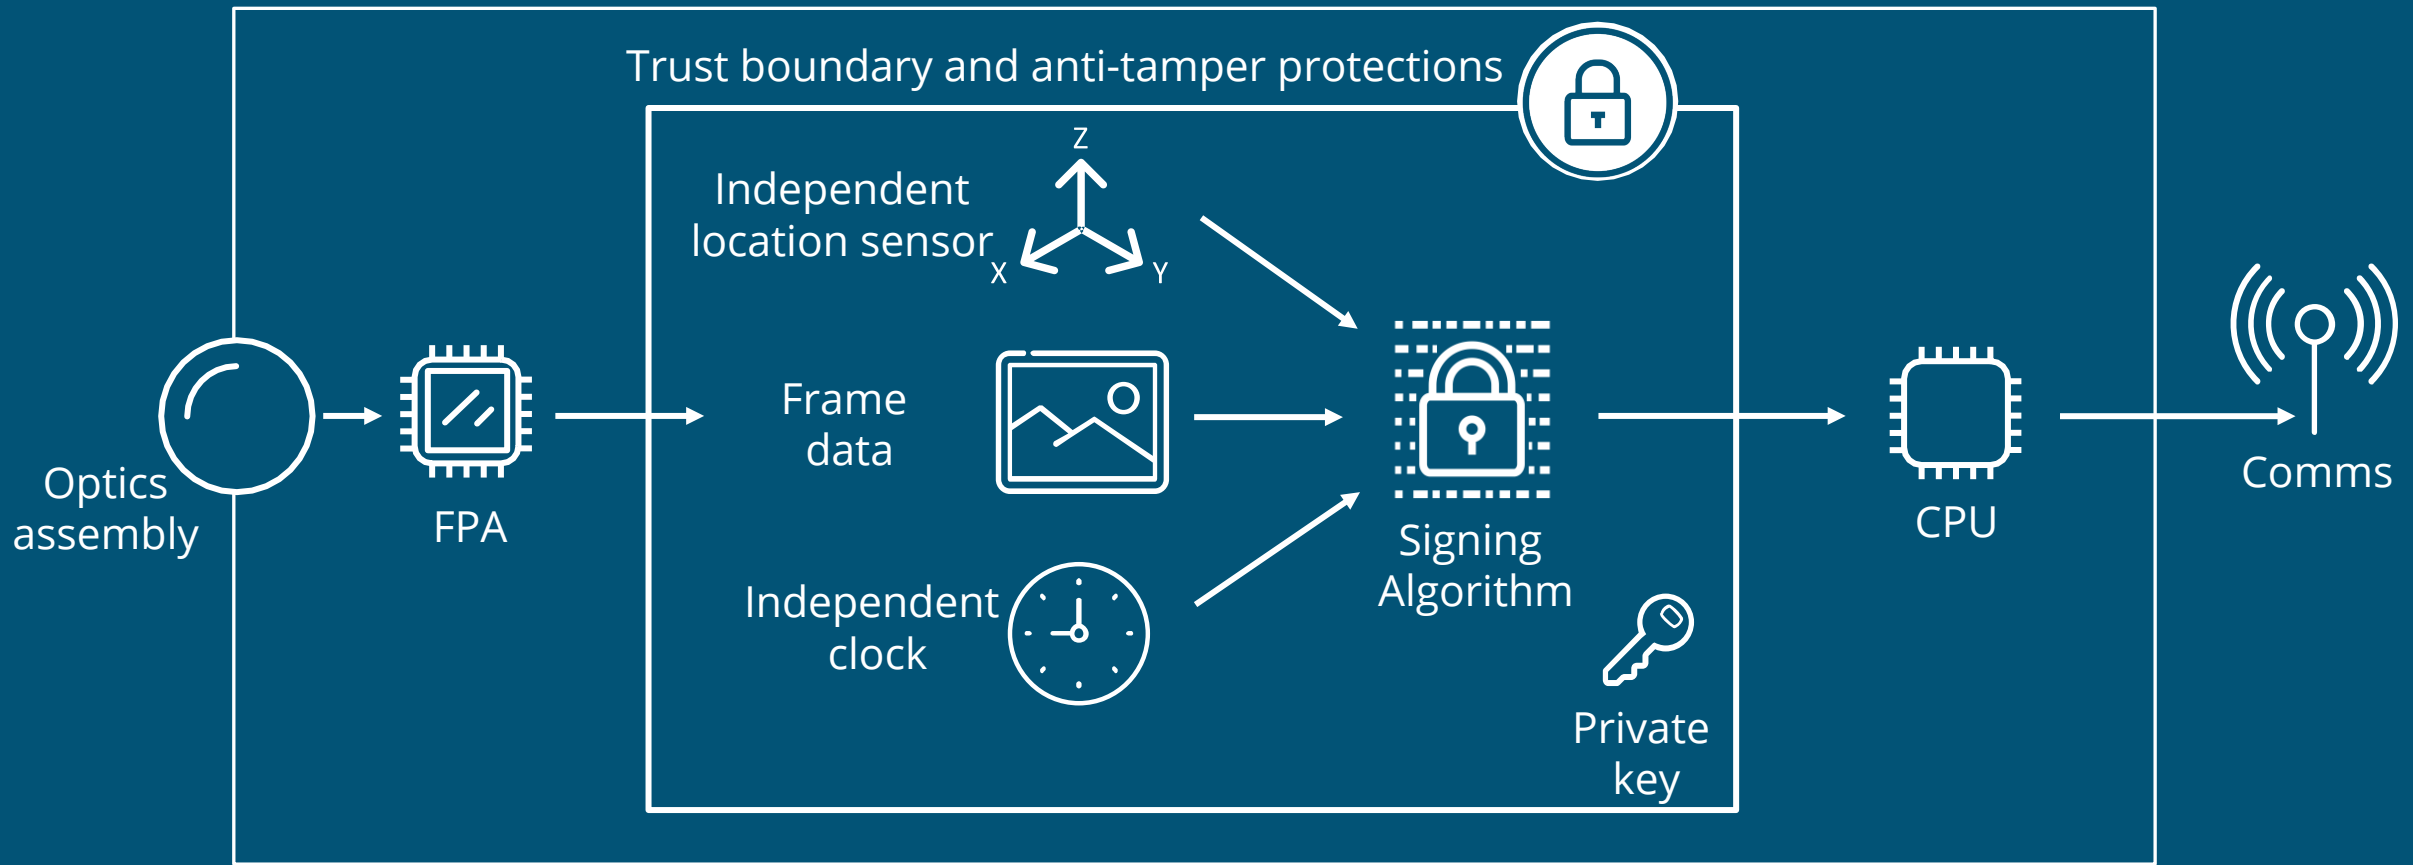 Trust boundary and anti-tamper protections
Z
Independent
location sensor
X
Y
Optics
assembly
FPA
Frame
data
Independent
clock
Signing
Algorithm
Private
key
CPU
Comms